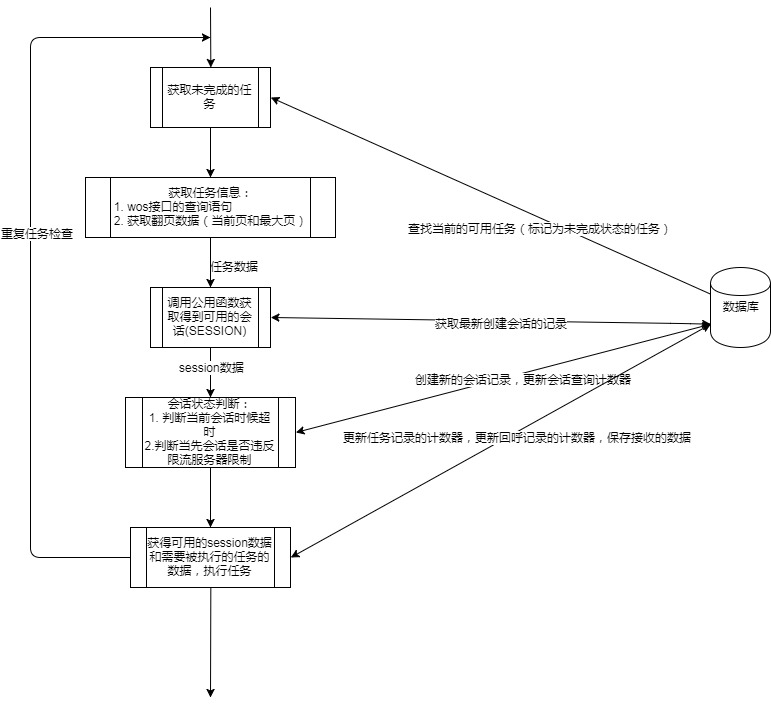 获取未完成的任
务
获取任务信息：
1. wos接口的查询语句
2. 获取翻页数据（当前页和最大页）
重复任务检查
查找当前的可用任务（标记为未完成状态的任务）
任务数据
数据库
调用公用函数获
取得到可用的会
话(SESSION)
获取最新创建会话的记录
session数据
创建新的会话记录，更新会话查询计数器
会话状态判断：
1. 判断当前会话时候超
时
2.判断当先会话是否违反
限流服务器限制
更新任务记录的计数器，更新回呼记录的计数器，保存接收的数据
获得可用的session数据
和需要被执行的任务的
数据，执行任务